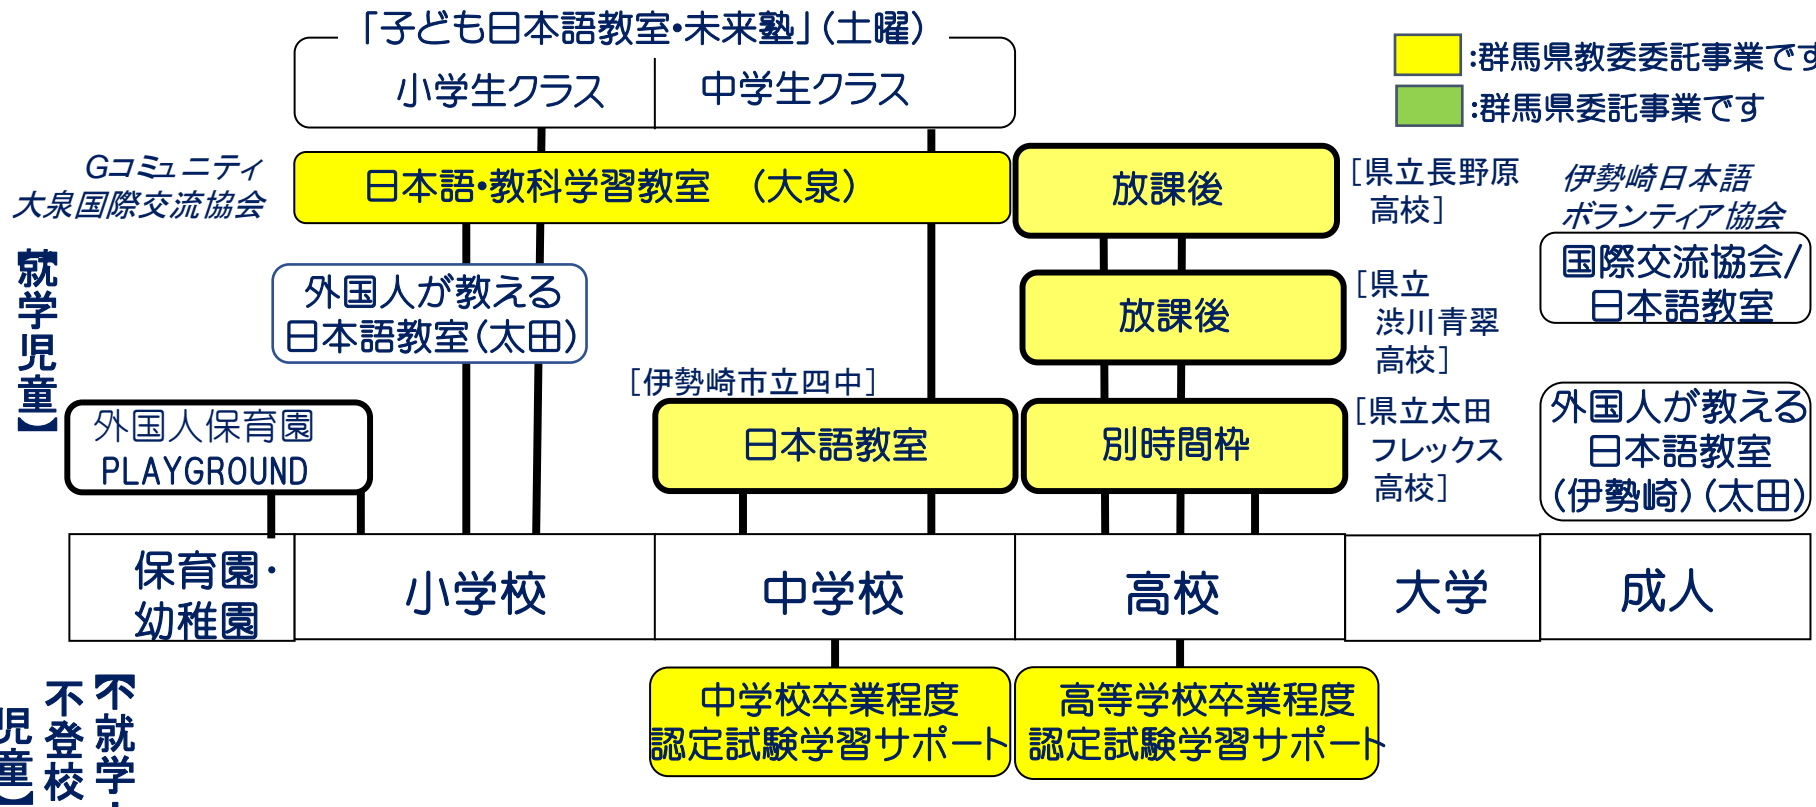 「子ども日本語教室・未来塾」（土曜）
小学生クラス
中学生クラス
:群馬県教委委託事業です
:群馬県委託事業です
Gコミュニティ
大泉国際交流協会
日本語・教科学習教室　（大泉）
放課後
［県立長野原
高校］
伊勢崎日本語
ボランティア協会
国際交流協会/
日本語教室
【就学児童】
外国人が教える
日本語教室（太田）
放課後
［県立
渋川青翠
高校］
［伊勢崎市立四中］
外国人保育園
PLAYGROUND
日本語教室
別時間枠
［県立太田
フレックス
高校］
外国人が教える
日本語教室
（伊勢崎）（太田）
保育園・
幼稚園
小学校
中学校
高校
大学
成人
【不就学・
不登校
児童】
中学校卒業程度
認定試験学習サポート
高等学校卒業程度
認定試験学習サポート